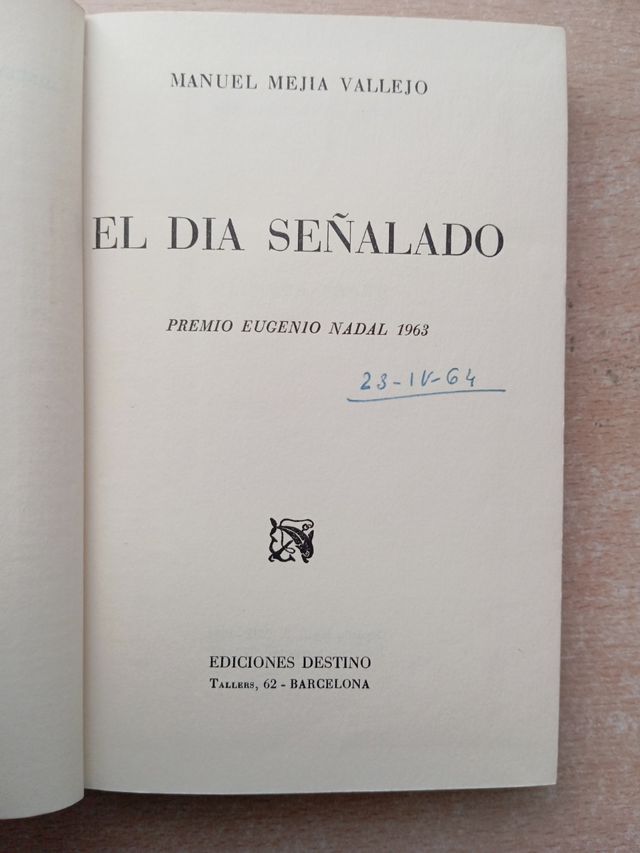 MANUEL MEJIA VALLEJO
EL DIA SEÑALADO
PREMIO EUGENIO NADAL 1963
23-IV-64
EDICIONES DESTINO
TALLERS, 62 - BARCELONA